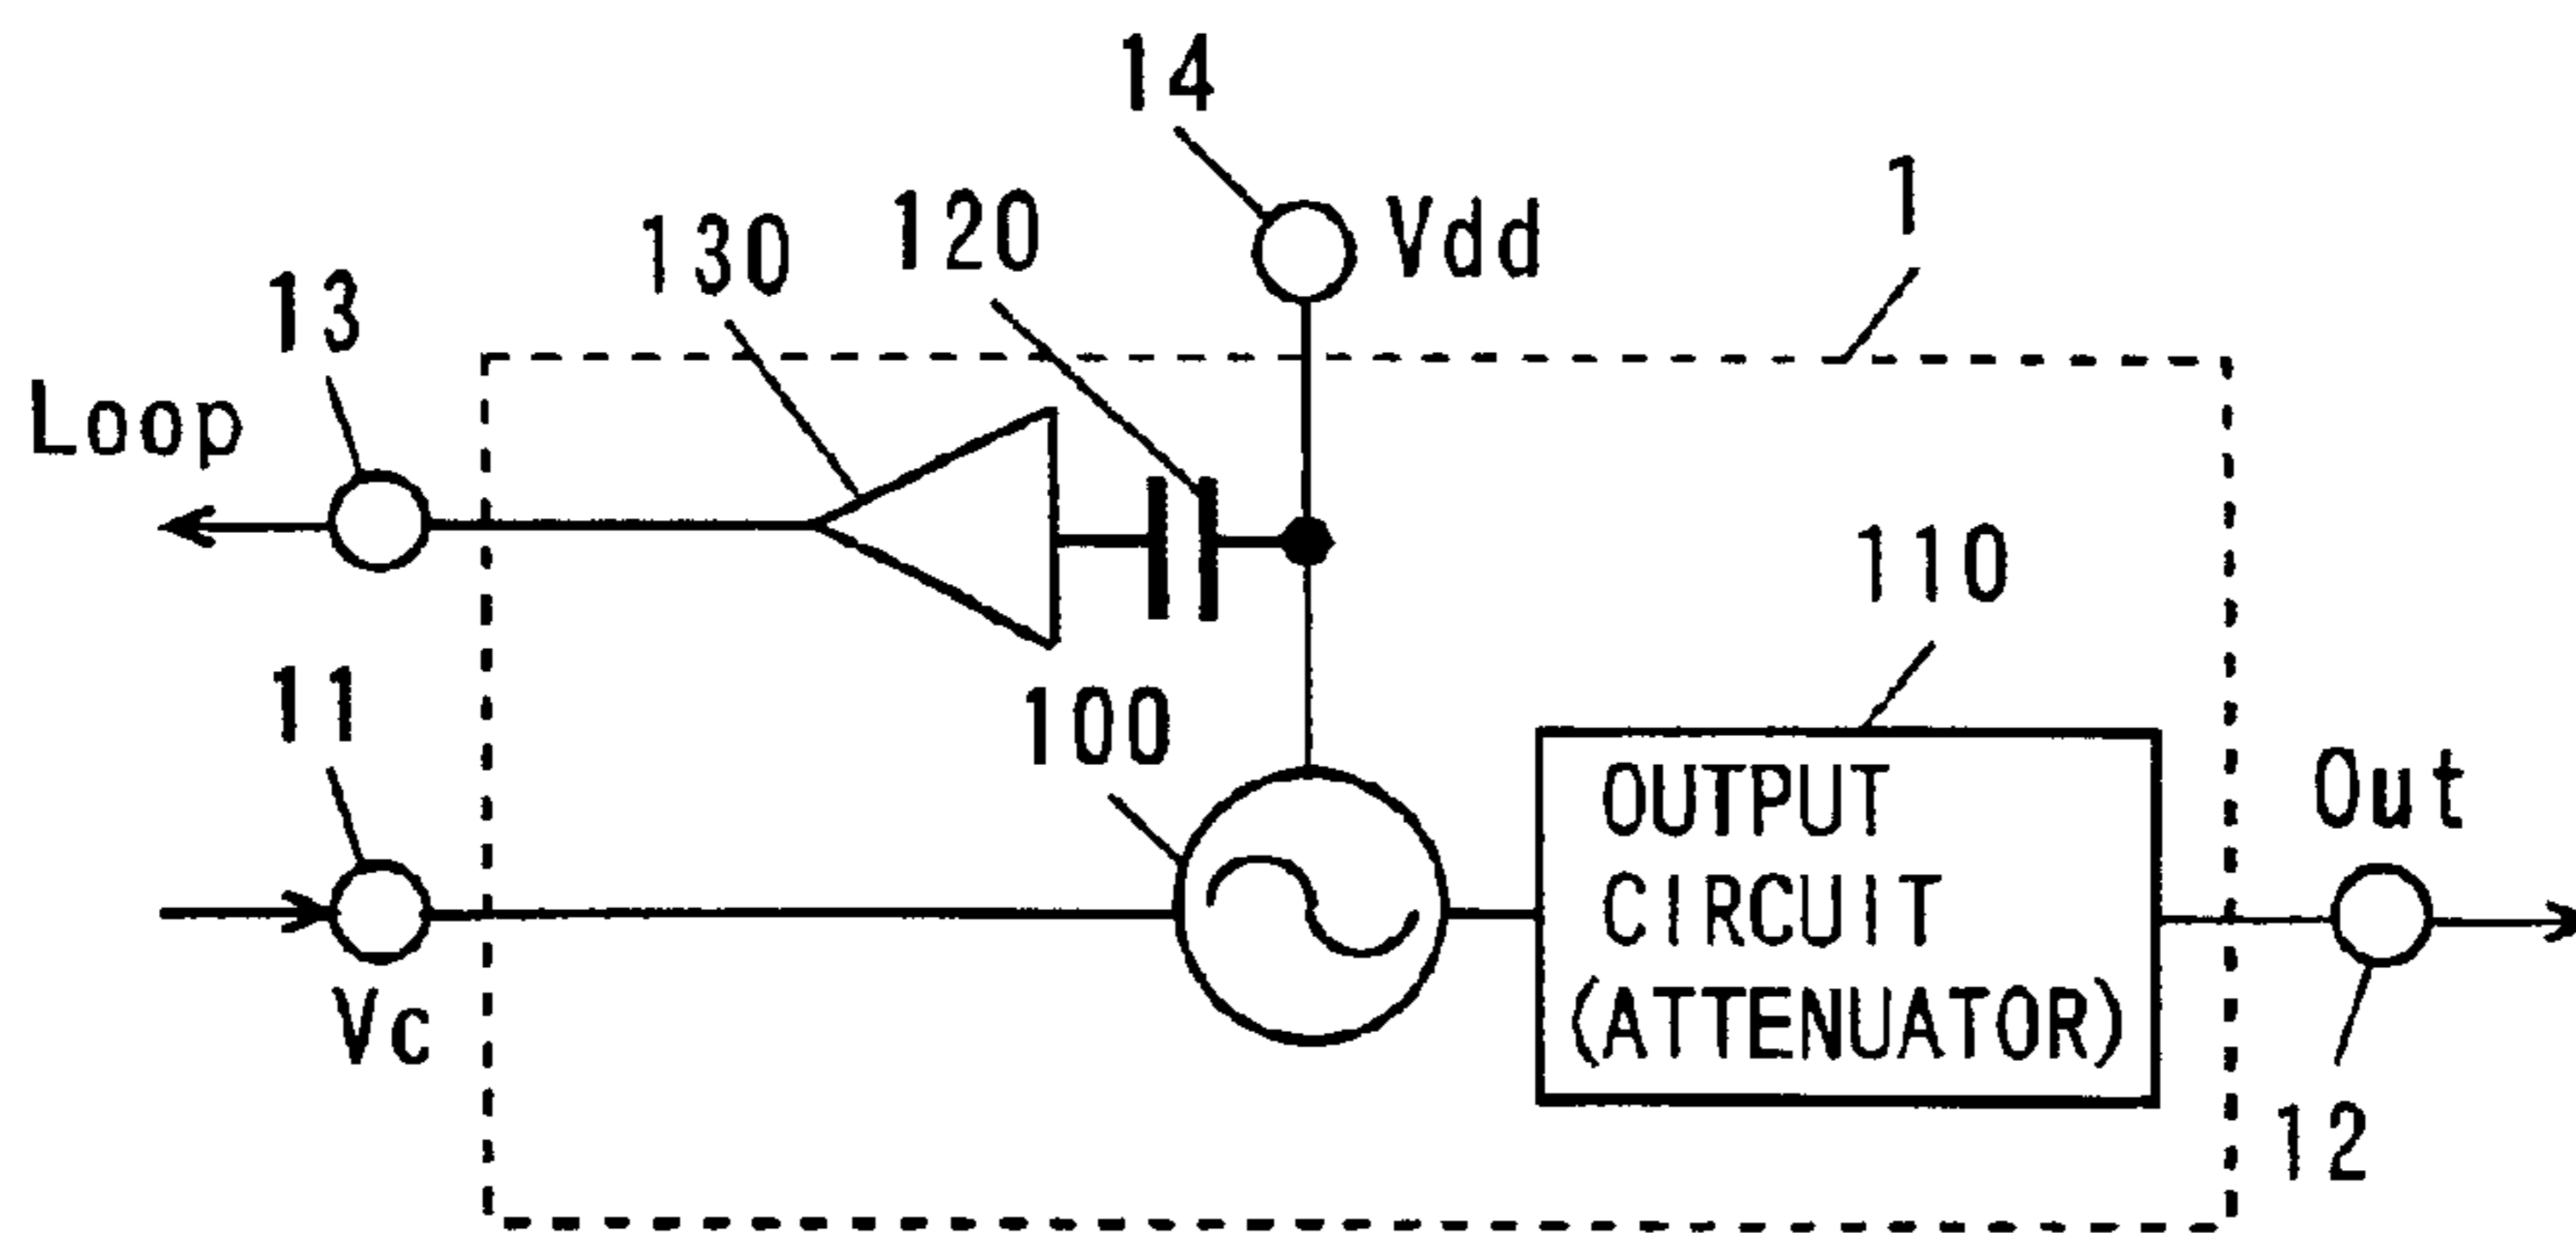 14
1
120
Vdd
130
13
Loop
110
11
100
OUTPUT
CIRCUIT
(ATTENUATOR)
Out
Vc
12